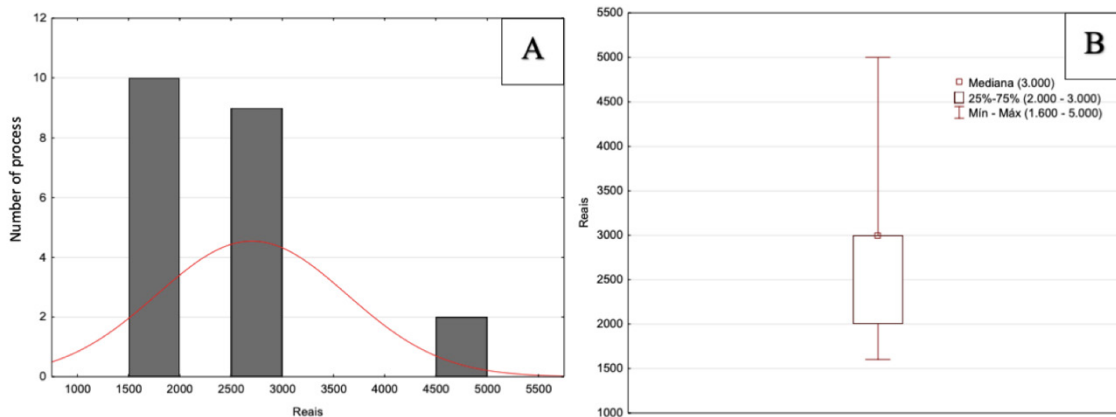 A
12
10
8
6
4
2
0
Number of process
1000 1500 2000 2500 3000 3500 4000 4500 5000 5500
Reais
B
5500
5000
4500
4000
3500
3000
2500
2000
1500
1000
Reais
Mediana (3.000)
25%-75% (2.000 - 3.000)
Mín - Máx (1.600 - 5.000)